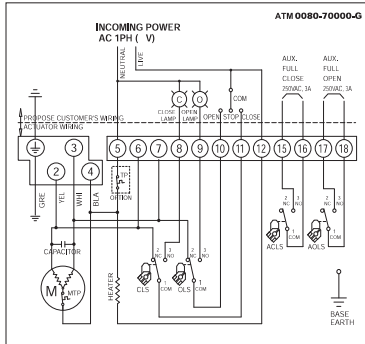 ATM 0080-70000-G
INCOMING POWER
AC 1PH ( V)
NEUTRAL
LIVE
AUX.
FULL
CLOSE
250VAC, 3A
AUX.
FULL
OPEN
250VAC, 3A
C
O
COM
CLOSE
LAMP
OPEN
LAMP
OPEN
STOP
CLOSE
PROPOSE CUSTOMER'S WIRING
ACTUATOR WIRING
3
5
6
7
8
9
10
11
12
15
16
17
18
2
4
GRE
YEL
WHI
BLA
TP
OPTION
CAPACITOR
M
MTP
HEATER
2
NC
3
NO
1
COM
CLS
2
NC
3
NO
1
COM
OLS
2
NC
3
NO
1
COM
ACLS
2
NC
3
NO
1
COM
AOLS
BASE
EARTH